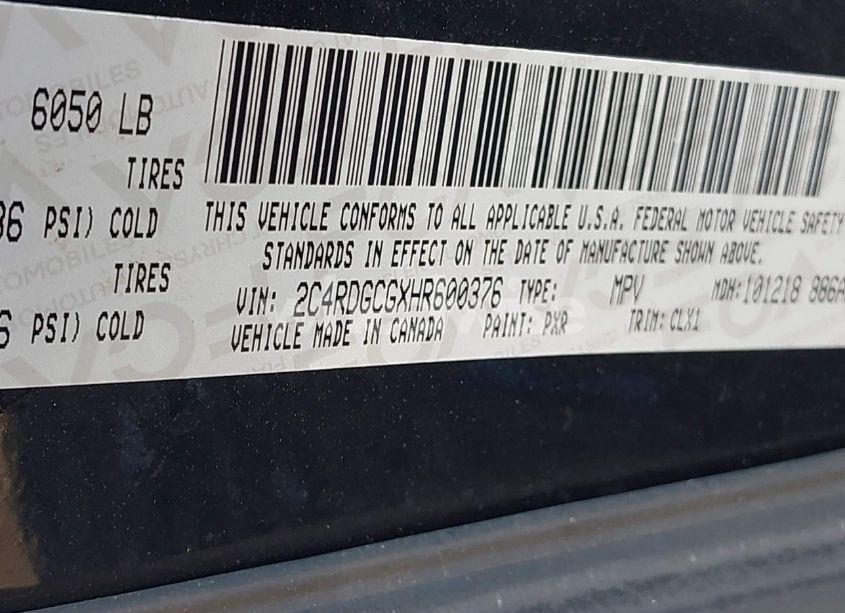 6050 LB
TIRES
36 PSI) COLD
TIRES
PSI) COLD
THIS VEHICLE CONFORMS TO ALL APPLICABLE U.S.A. FEDERAL MOTOR VEHICLE SAFETY
STANDARDS IN EFFECT ON THE DATE OF MANUFACTURE SHOWN ABOVE.
VIN: 2C4RDGCGXHR600376 TYPE: MPV MDH: 101218 886A
VEHICLE MADE IN CANADA PAINT: PXR TRIM: CLX1